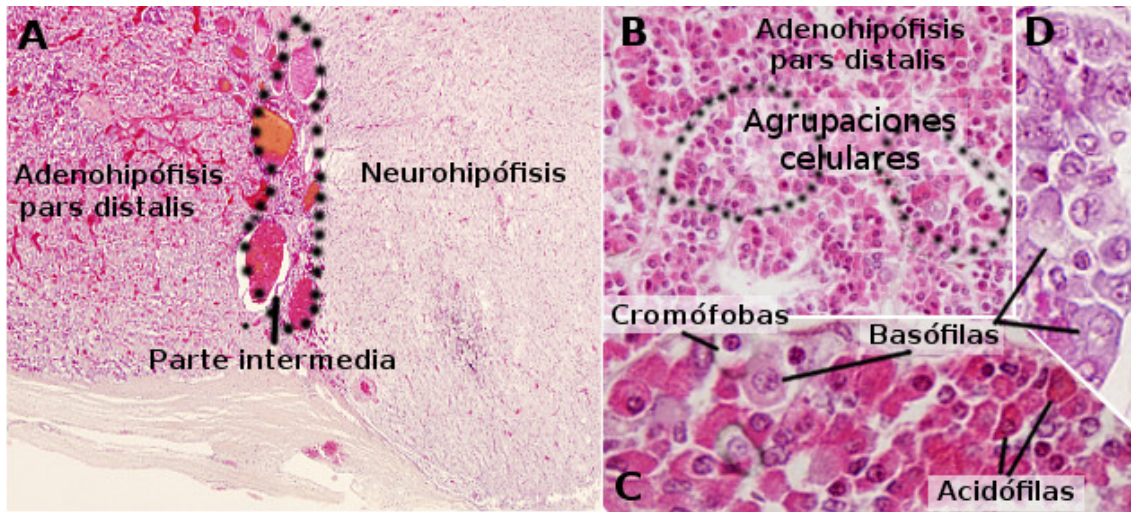 A
Adenohipófisis
pars distalis
Neurohipófisis
Parte intermedia
B
Adenohipófisis
pars distalis
Agrupaciones
celulares
D
Cromófobas
Basófilas
C
Acidófilas